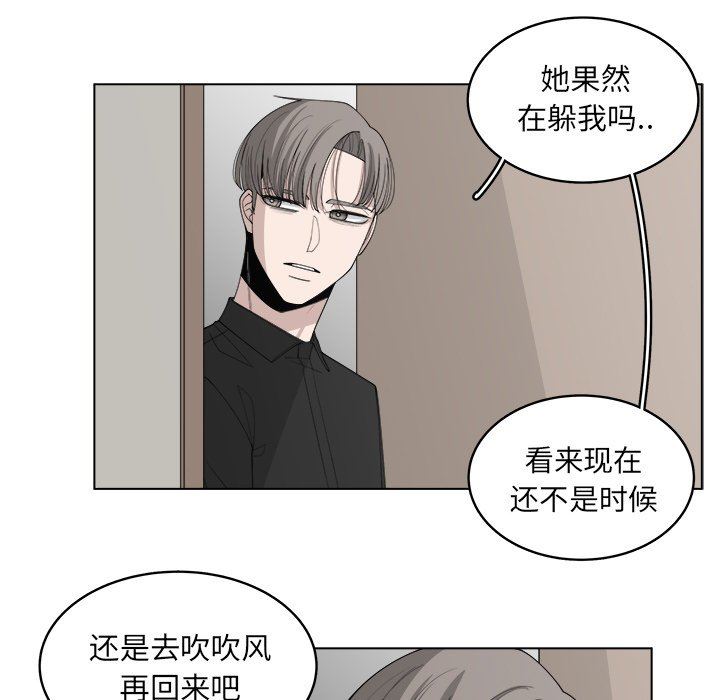 她果然
在躲我吗..
看来现在
还不是时候
还是去吹吹风
再回来吧